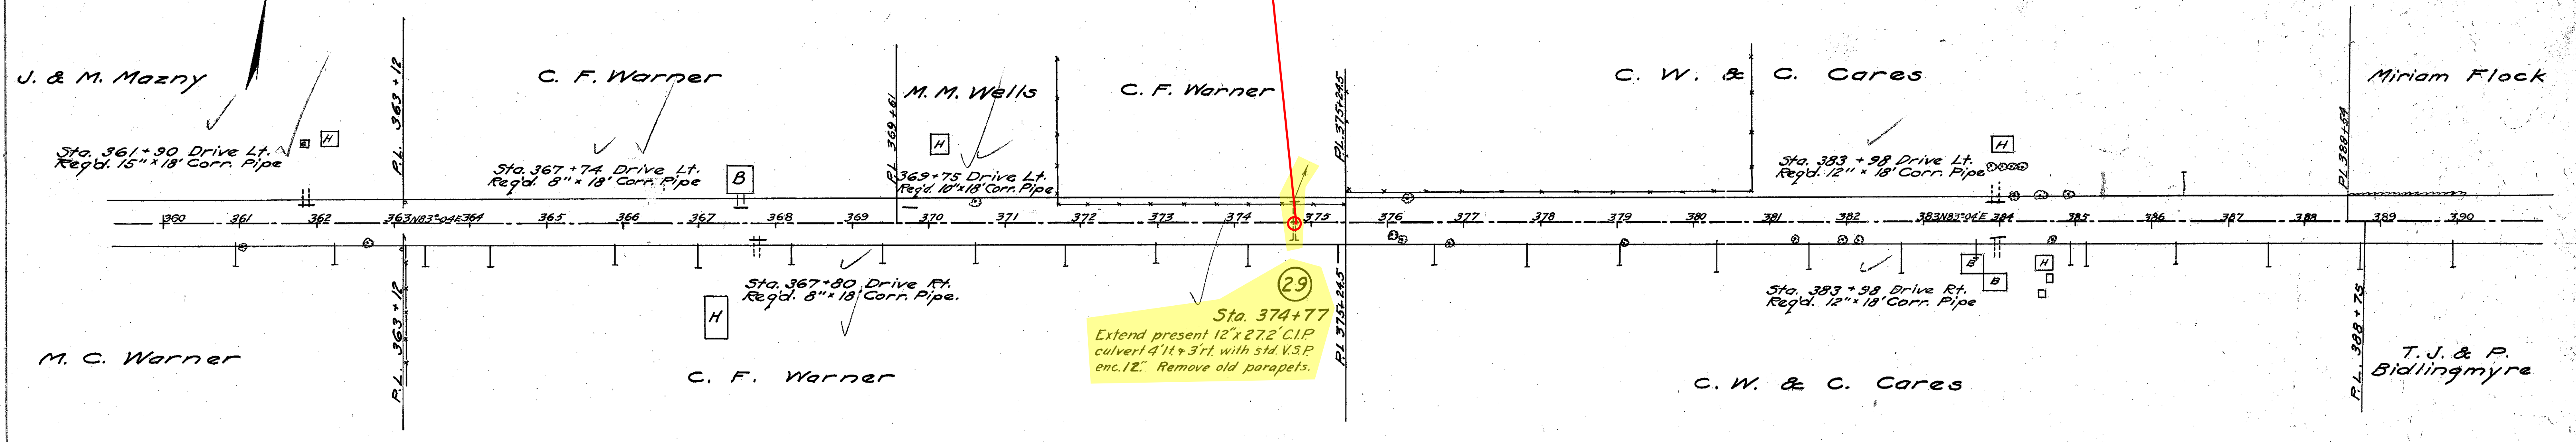 J. & M. Mazny
Sta. 361+90 Drive Lt.
Req'd. 15" x 18' Corr. Pipe
H
P.L. 363+12
C. F. Warner
Sta. 367+74 Drive Lt.
Req'd. 8" x 18' Corr. Pipe
B
P.L. 369+61
M. M. Wells
H
369+75 Drive Lt.
Req'd. 10"x18' Corr. Pipe
C. F. Warner
P.L. 375+24.5
C. W. & C. Cares
Sta. 383+98 Drive Lt.
Req'd. 12" x 18' Corr. Pipe
H
P.L. 388+54
Miriam Flock
360 361 362 363 N83°04'E 364 365 366 367 368 369 370 371 372 373 374 375 376 377 378 379 380 381 382 383 N83°04'E 384 385 386 387 388 389 390
M. C. Warner
P.L. 363+12
H
Sta. 367+80 Drive Rt.
Req'd. 8" x 18' Corr. Pipe.
C. F. Warner
29
Sta. 374+77
Extend present 12" x 27.2' C.I.P.
culvert 4' lt & 3' rt. with std. V.S.P.
enc. 12". Remove old parapets.
P.L. 375+24.5
Sta. 383+98 Drive Rt.
Req'd. 12" x 18' Corr. Pipe
B
B
H
C. W. & C. Cares
P.L. 388+75
T. J. & P.
Bidlingmyre